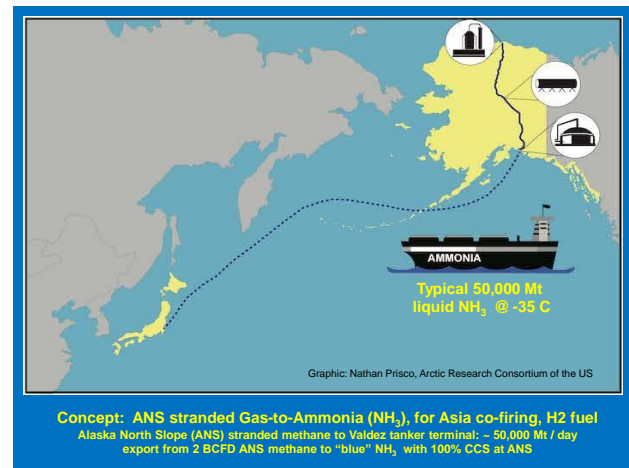 AMMONIA
Typical 50,000 Mt
liquid NH₃ @ -35 C
Graphic: Nathan Prisco, Arctic Research Consortium of the US
Concept: ANS stranded Gas-to-Ammonia (NH₃), for Asia co-firing, H2 fuel
Alaska North Slope (ANS) stranded methane to Valdez tanker terminal: ~ 50,000 Mt / day
export from 2 BCFD ANS methane to “blue” NH₃ with 100% CCS at ANS